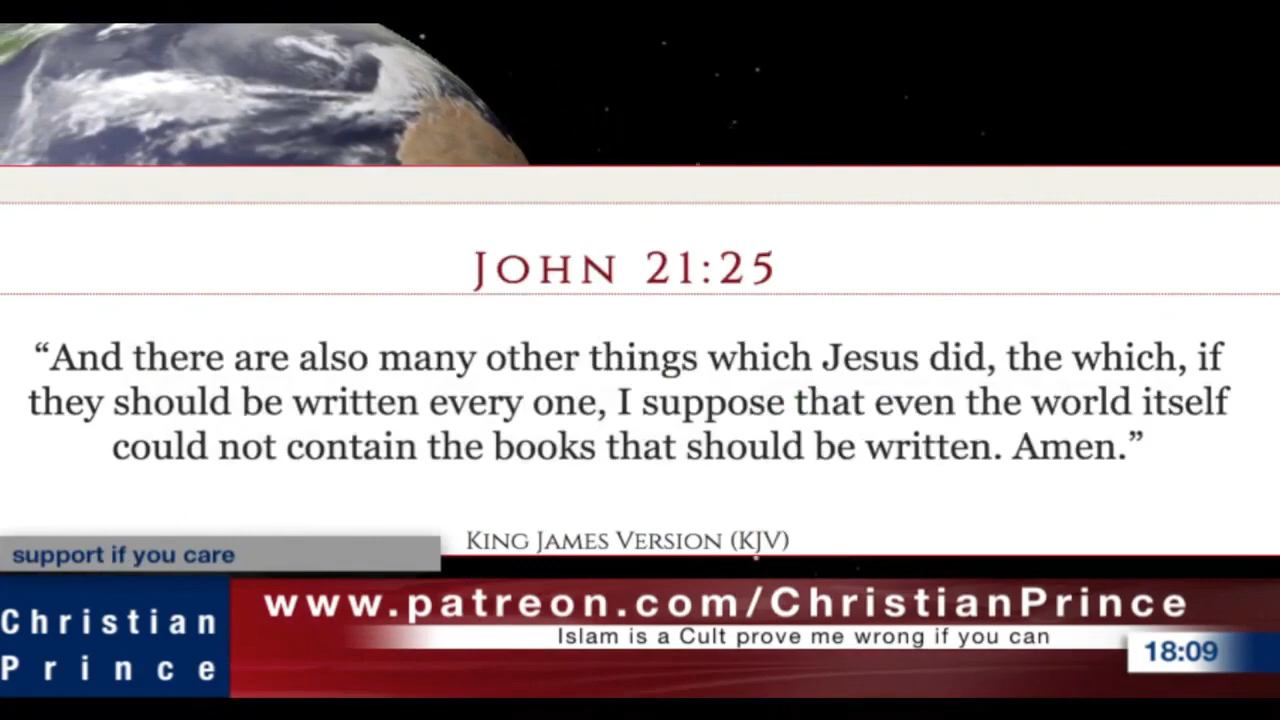 JOHN 21:25
“And there are also many other things which Jesus did, the which, if
they should be written every one, I suppose that even the world itself
could not contain the books that should be written. Amen.”
KING JAMES VERSION (KJV)
support if you care
Christian
Prince
www.patreon.com/ChristianPrince
Islam is a Cult prove me wrong if you can
18:09